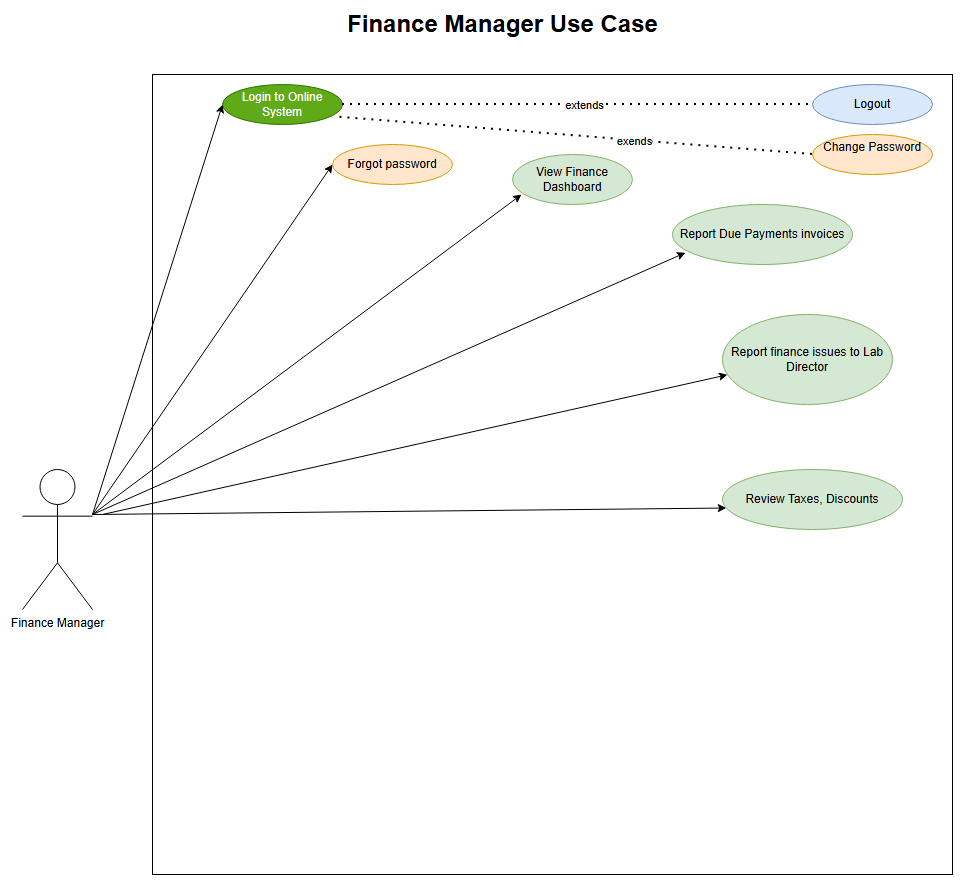 Finance Manager Use Case
Login to Online
System
extends
Logout
exends
Change Password
Forgot password
View Finance
Dashboard
Report Due Payments invoices
Report finance issues to Lab
Director
Review Taxes, Discounts
Finance Manager